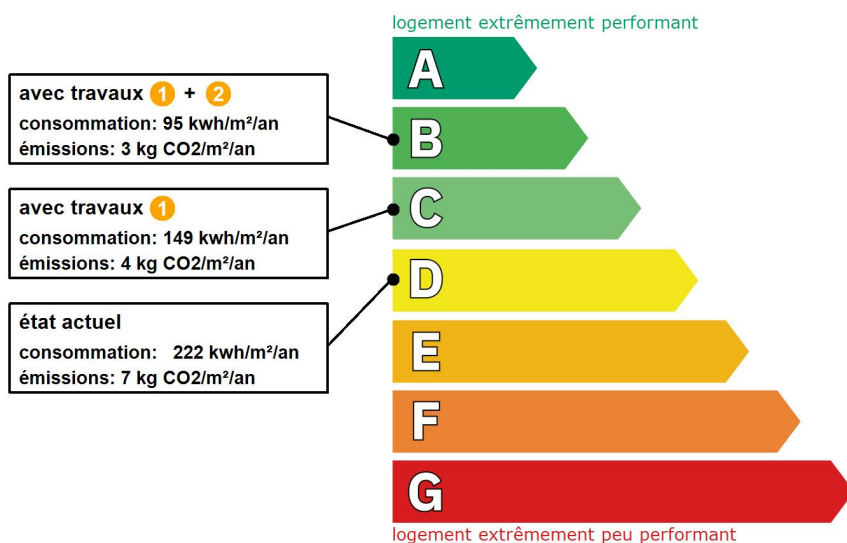 logement extrêmement performant
A
avec travaux 1 + 2
consommation: 95 kwh/m²/an
émissions: 3 kg CO2/m²/an
B
avec travaux 1
consommation: 149 kwh/m²/an
émissions: 4 kg CO2/m²/an
C
état actuel
consommation: 222 kwh/m²/an
émissions: 7 kg CO2/m²/an
D
E
F
G
logement extrêmement peu performant